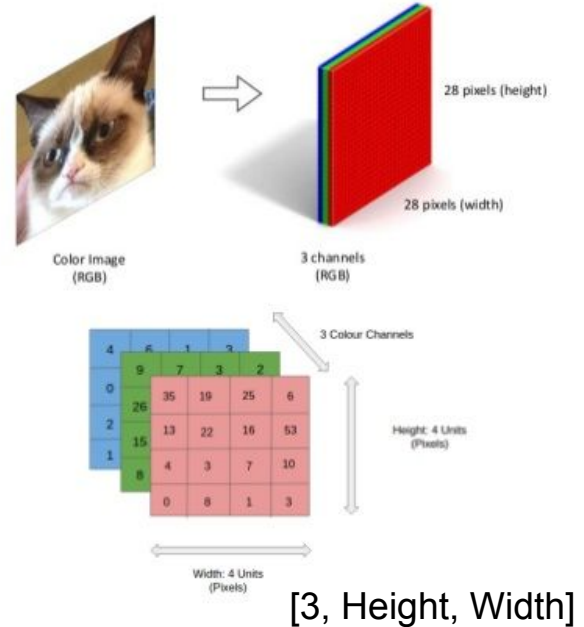 28 pixels (height)
28 pixels (width)
Color Image
(RGB)
3 channels
(RGB)
3 Colour Channels
4 6 1 3
9 7 3 2
0
35 19 25 6
26
13 22 16 53
2
15
4 3 7 10
1
8
0 8 1 3
Height: 4 Units
(Pixels)
Width: 4 Units
(Pixels)
[3, Height, Width]